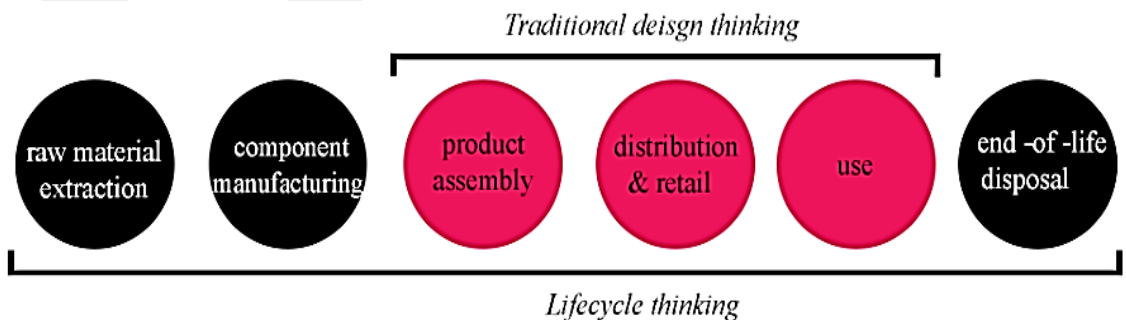 Traditional deisgn thinking
raw material
extraction
component
manufacturing
product
assembly
distribution
& retail
use
end -of -life
disposal
Lifecycle thinking